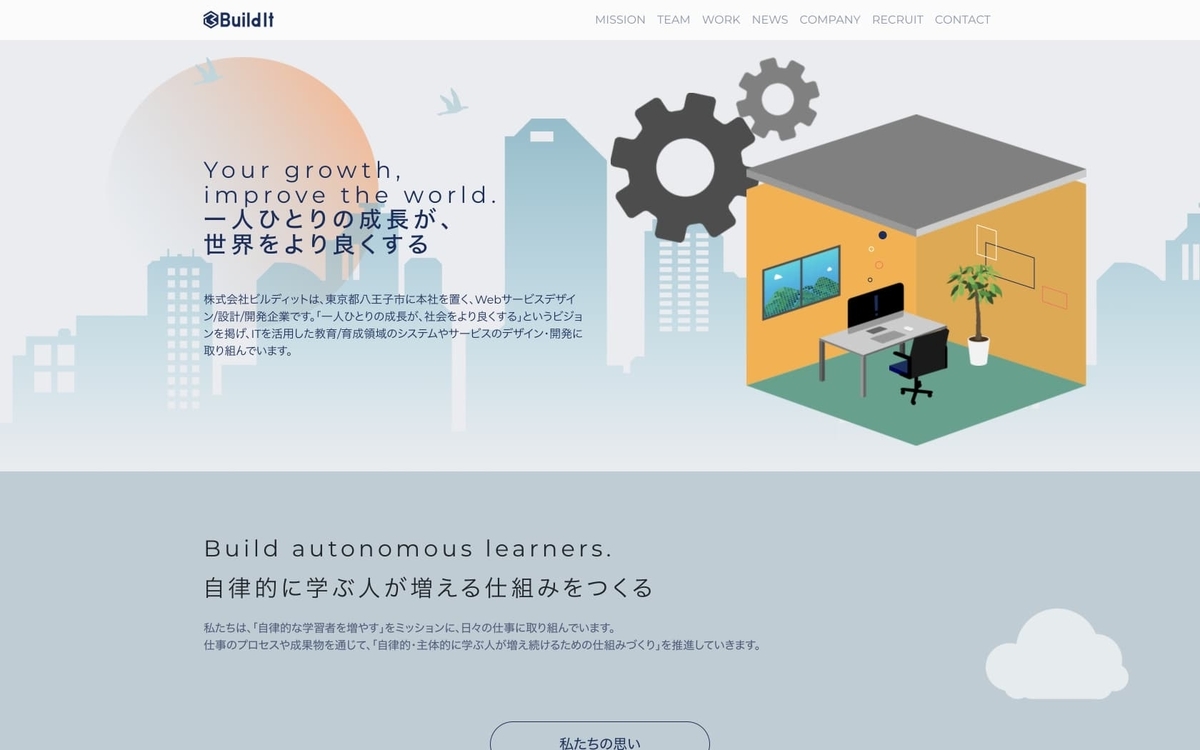 BuildIt
MISSION TEAM WORK NEWS COMPANY RECRUIT CONTACT
Your growth,
improve the world.
一人ひとりの成長が、
世界をより良くする
株式会社ビルディットは、東京都八王子市に本社を置く、Webサービスデザイ
ン/設計/開発企業です。「一人ひとりの成長が、社会をより良くする」というビジョ
ンを掲げ、ITを活用した教育/育成領域のシステムやサービスのデザイン・開発に
取り組んでいます。
Build autonomous learners.
自律的に学ぶ人が増える仕組みをつくる
私たちは、「自律的な学習者を増やす」をミッションに、日々の仕事に取り組んでいます。
仕事のプロセスや成果物を通じて、「自律的・主体的に学ぶ人が増え続けるための仕組みづくり」を推進していきます。
私たちの思い